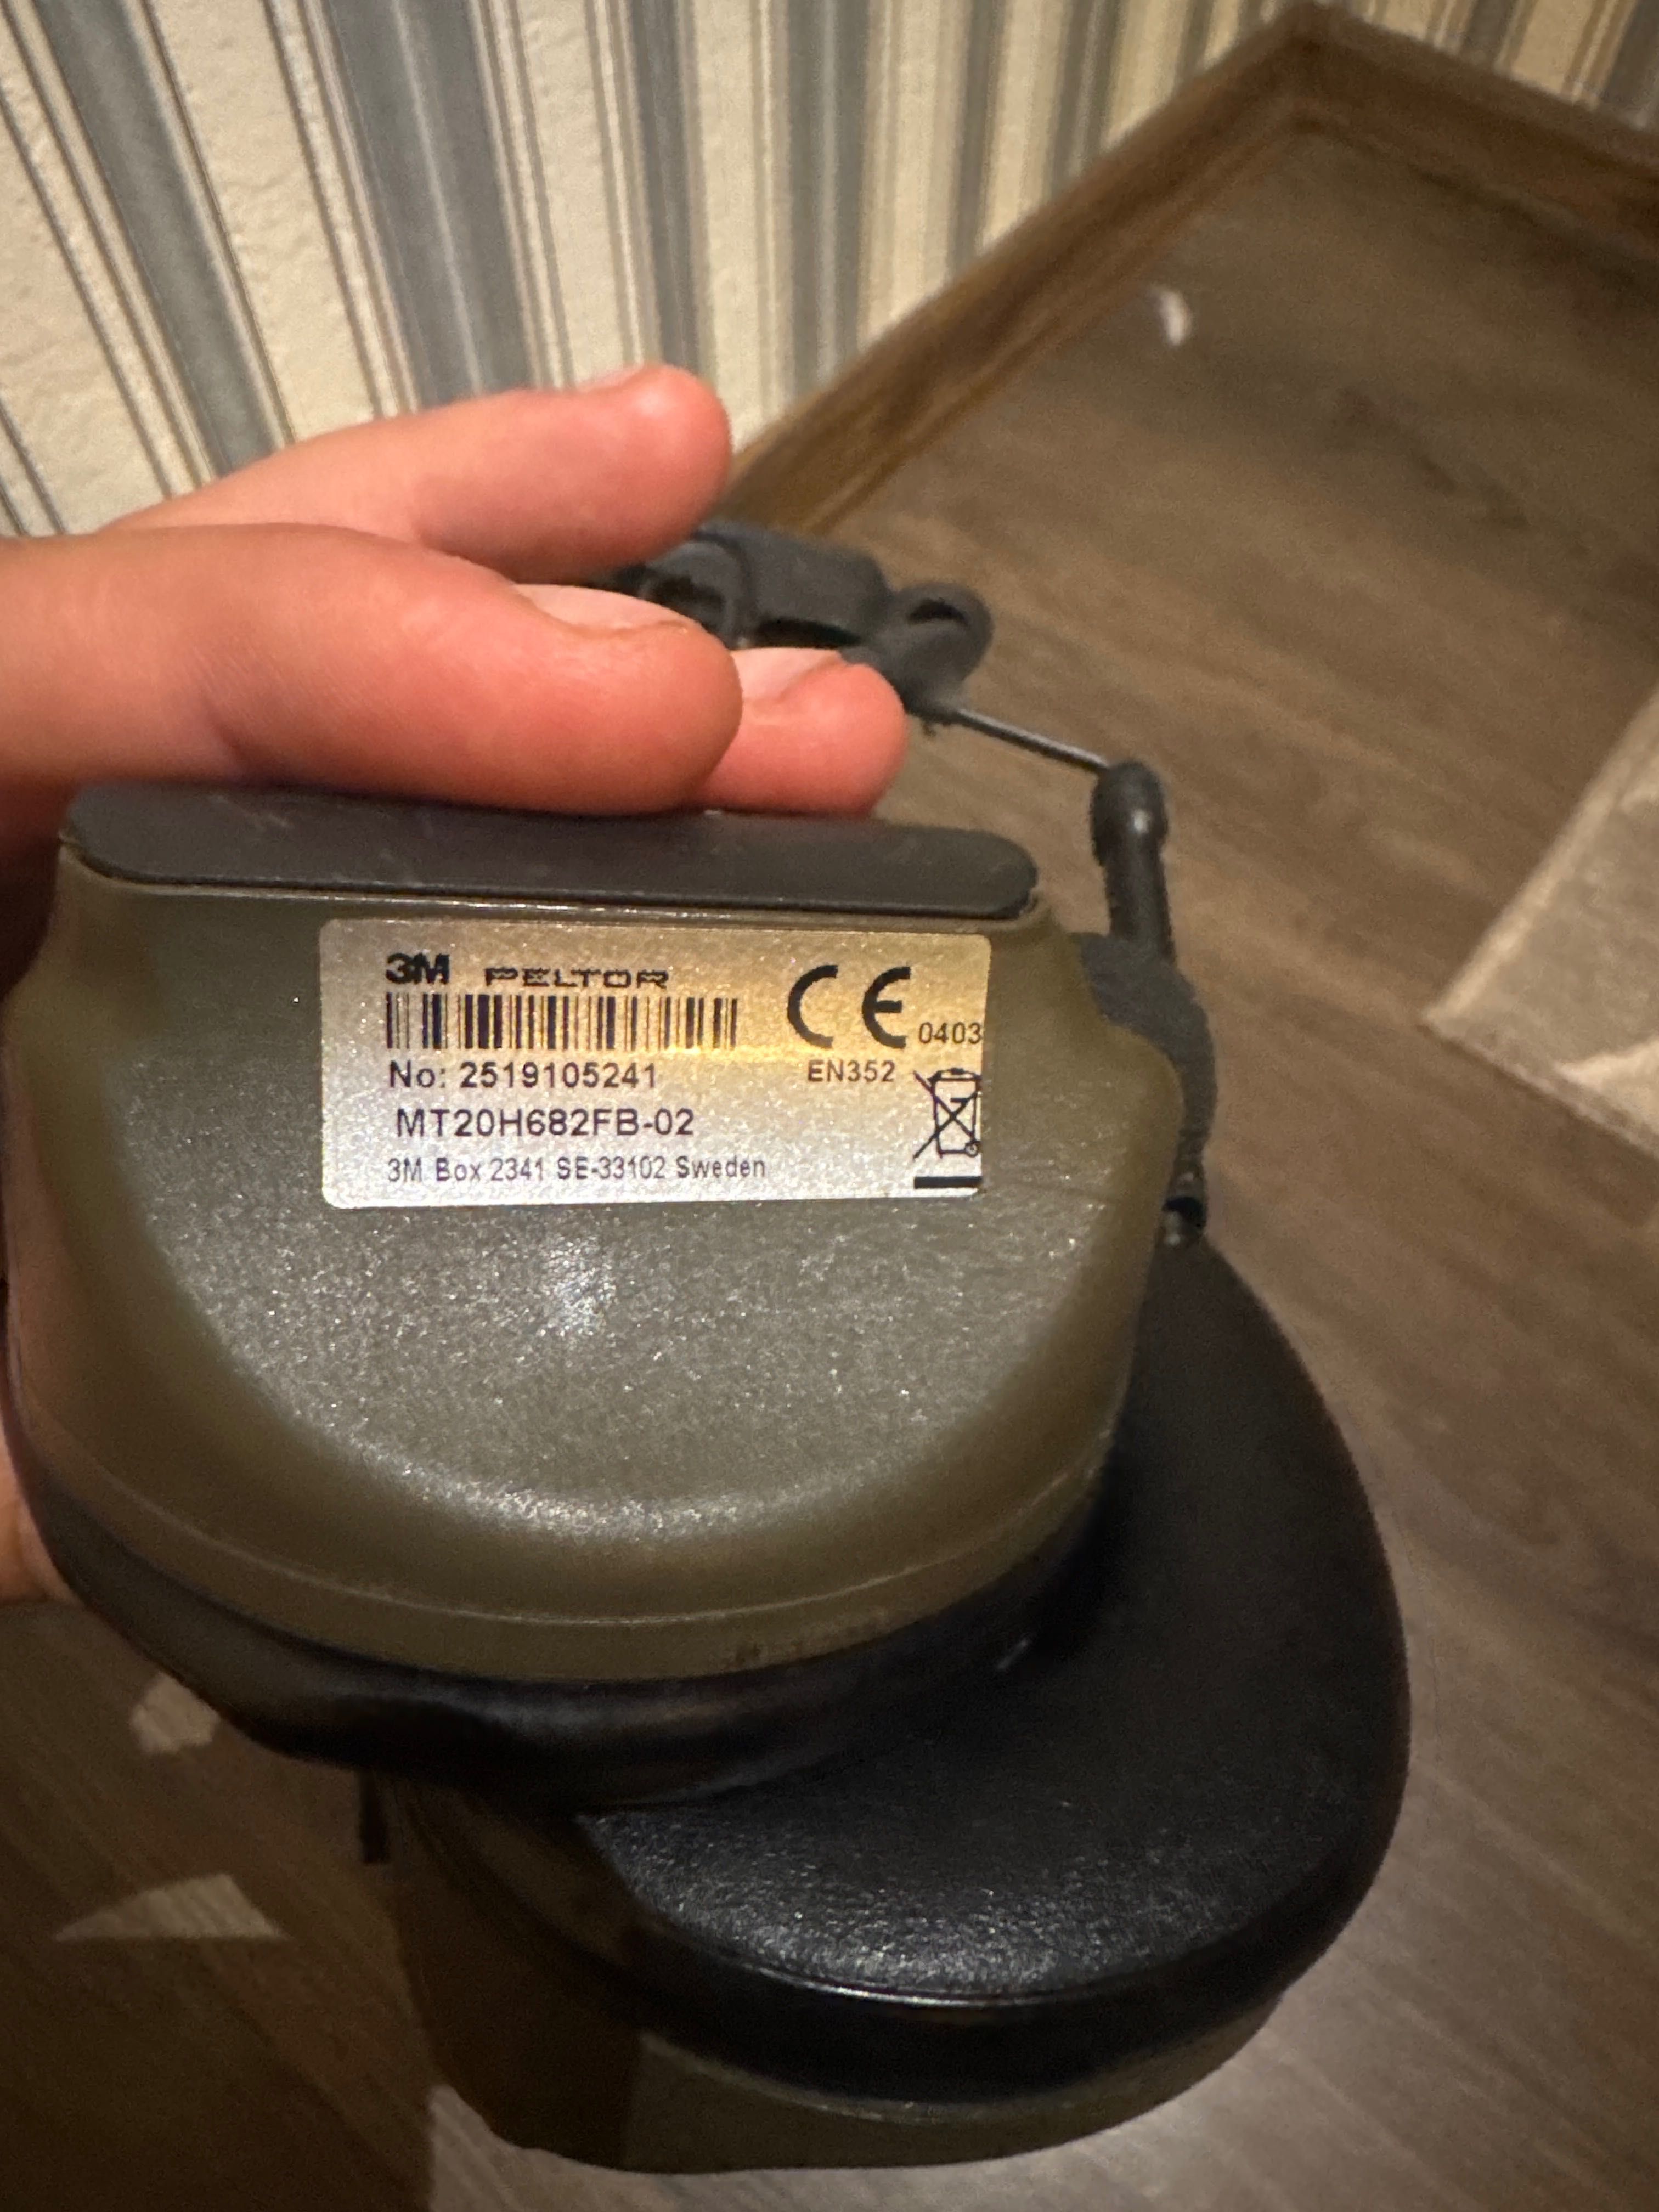 3M PELTOR
CE 0403
No: 2519105241
EN352
MT20H682FB-02
3M Box 2341 SE-33102 Sweden